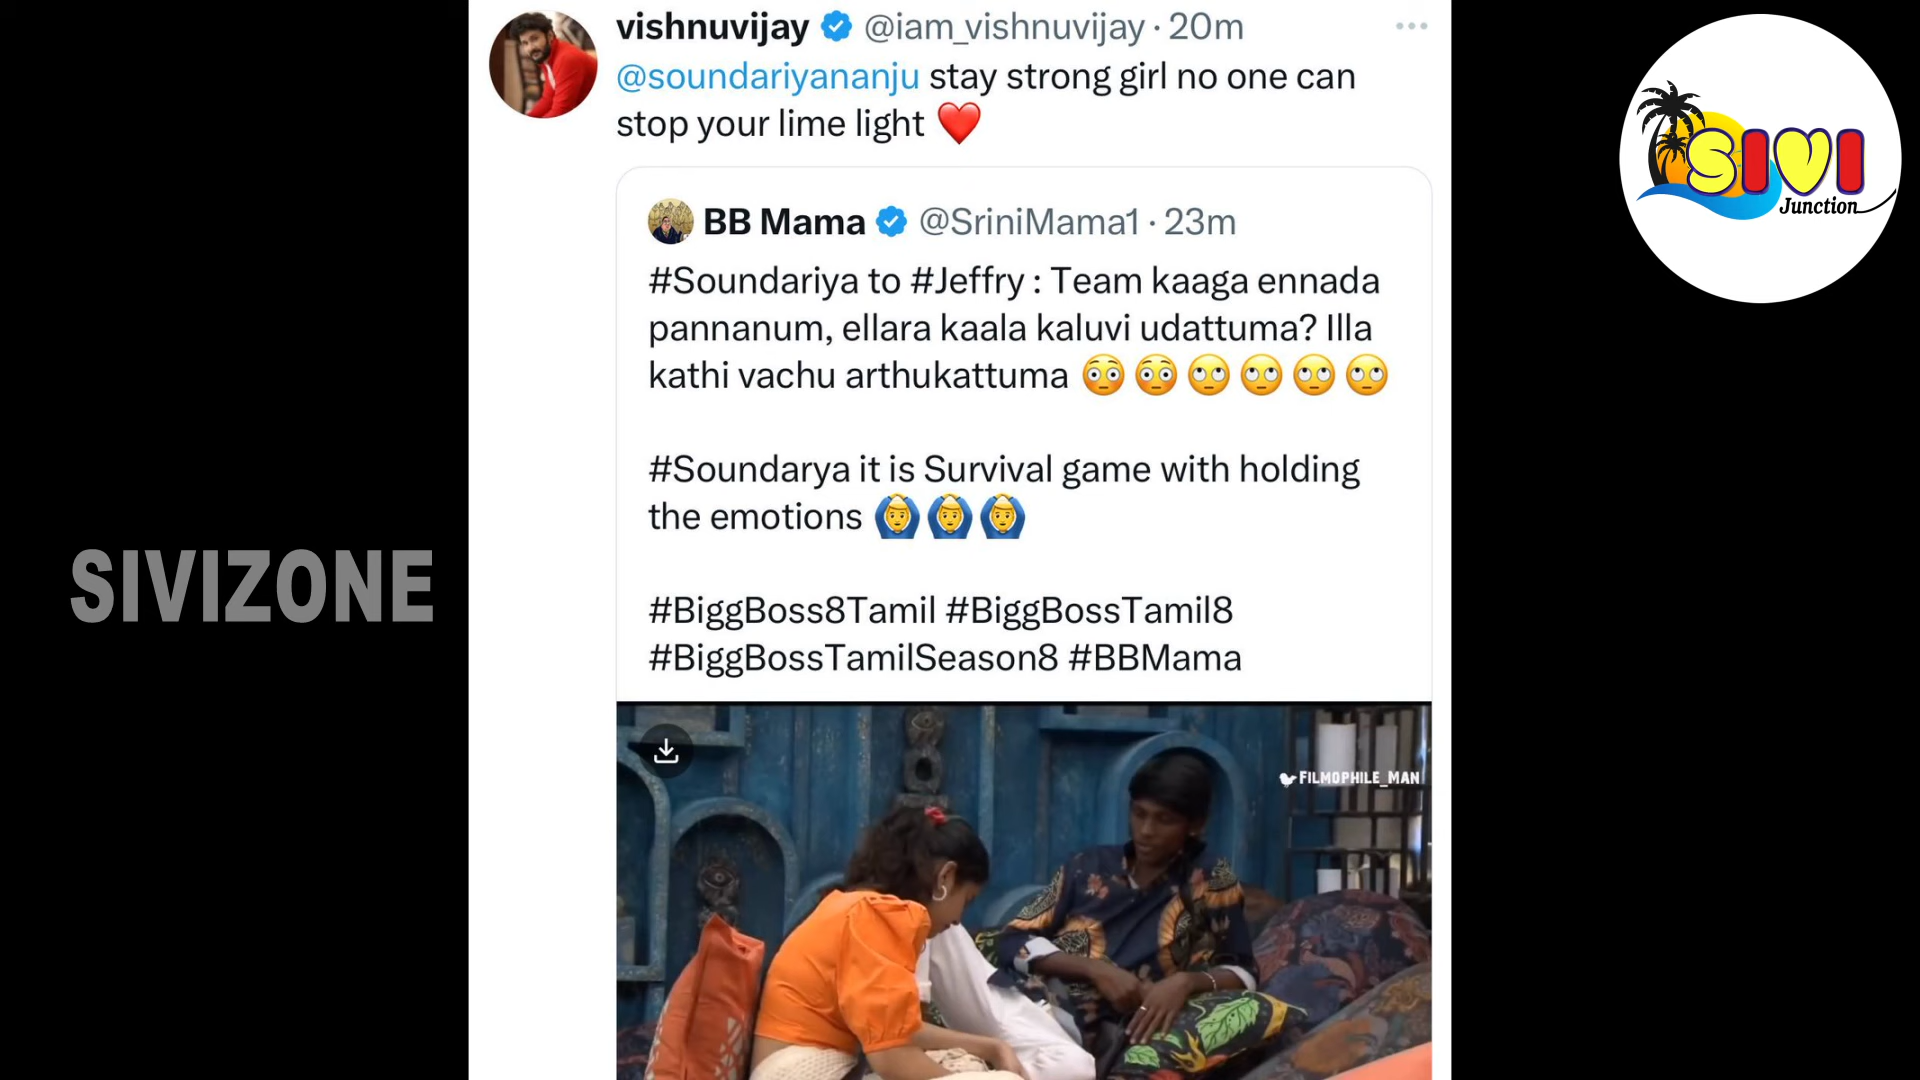 vishnuvijay @iam_vishnuvijay · 20m
@soundariyananju stay strong girl no one can
stop your lime light ❤️
BB Mama @SriniMama1 · 23m
#Soundariya to #Jeffry : Team kaaga ennada
pannanum, ellara kaala kaluvi udattuma? Illa
kathi vachu arthukattuma 😳😳🙄🙄🙄🙄
#Soundarya it is Survival game with holding
the emotions 🙆‍♂️🙆‍♂️🙆‍♂️
#BiggBoss8Tamil #BiggBossTamil8
#BiggBossTamilSeason8 #BBMama
FILMOPHILE_MAN
SIVIZONE
SIVI
Junction